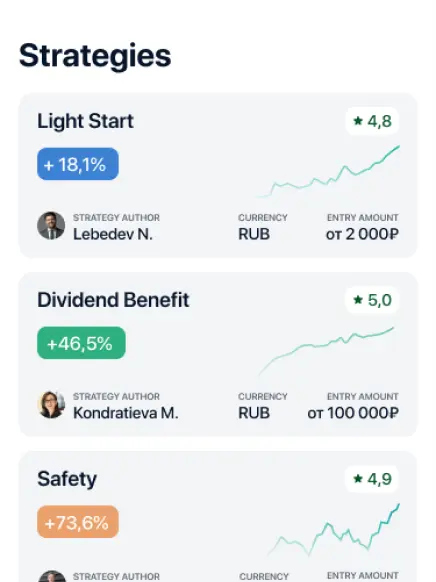 Strategies
Light Start
★ 4,8
+ 18,1%
STRATEGY AUTHOR
Lebedev N.
CURRENCY
RUB
ENTRY AMOUNT
от 2 000₽
Dividend Benefit
★ 5,0
+46,5%
STRATEGY AUTHOR
Kondratieva M.
CURRENCY
RUB
ENTRY AMOUNT
от 100 000₽
Safety
★ 4,9
+73,6%
STRATEGY AUTHOR
CURRENCY
ENTRY AMOUNT